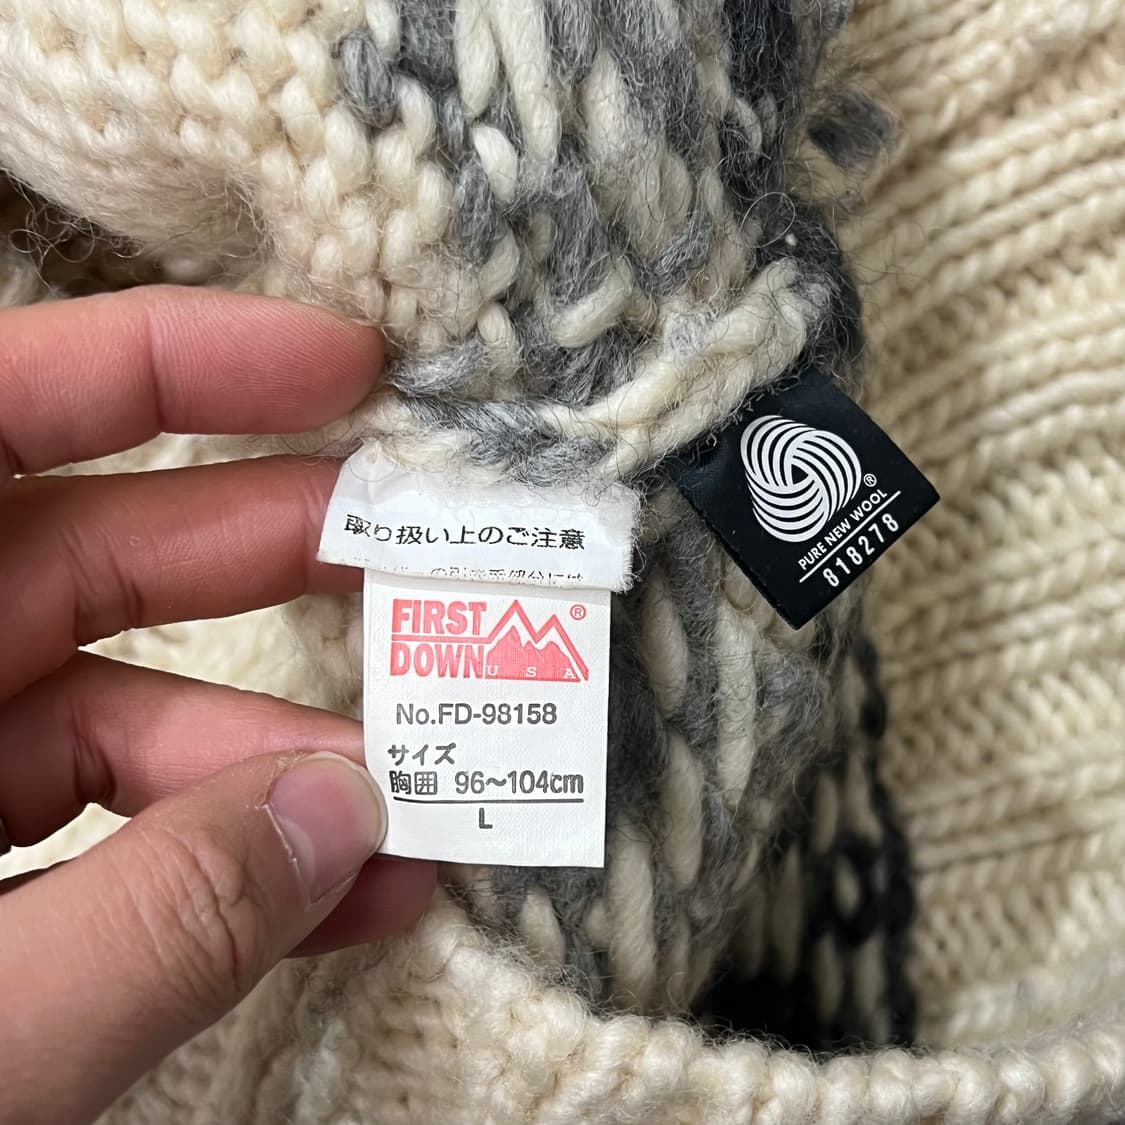 取り扱い上のご注意
FIRST
DOWN USA ®
No.FD-98158
サイズ
胸囲 96〜104cm
L
®
PURE NEW WOOL
818278